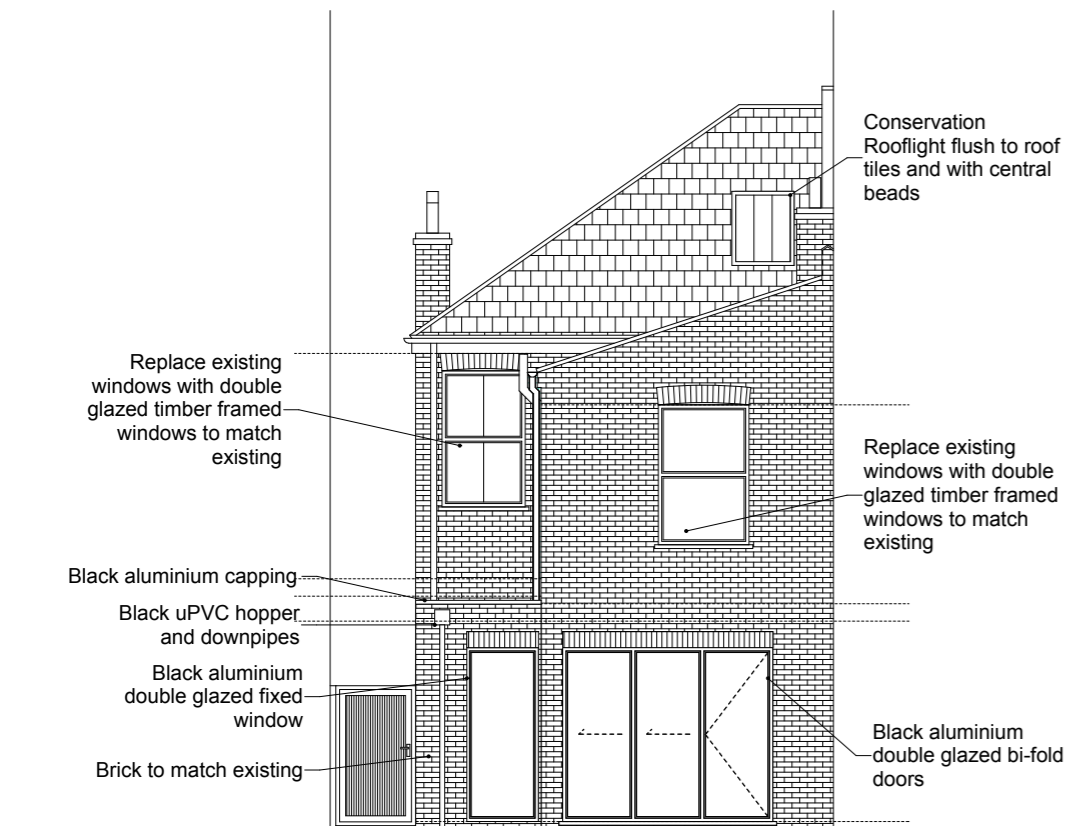 Conservation
Rooflight flush to roof
tiles and with central
beads
Replace existing
windows with double
glazed timber framed
windows to match
existing
Replace existing
windows with double
glazed timber framed
windows to match
existing
Black aluminium capping
Black uPVC hopper
and downpipes
Black aluminium
double glazed fixed
window
Brick to match existing
Black aluminium
double glazed bi-fold
doors